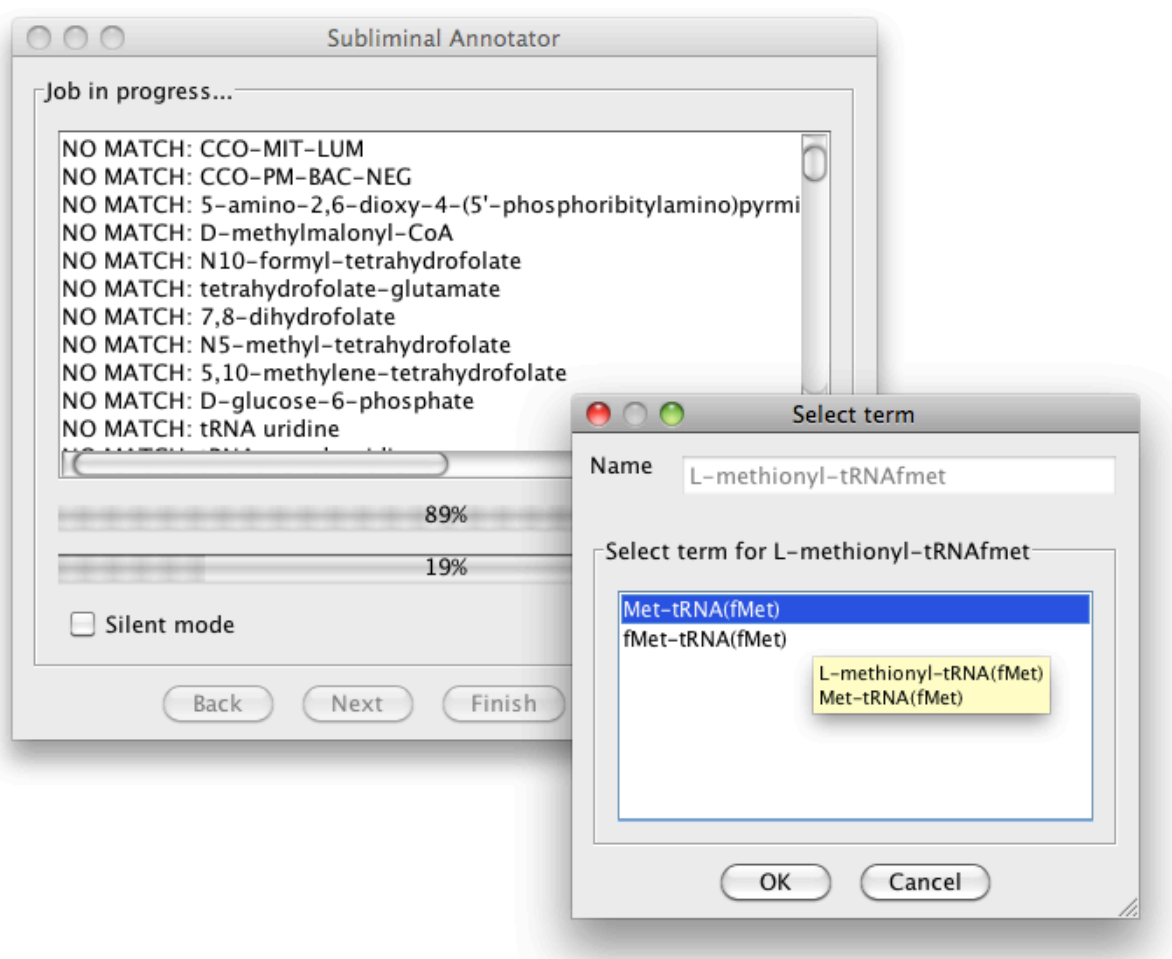 Subliminal Annotator
Job in progress...
NO MATCH: CCO-MIT-LUM
NO MATCH: CCO-PM-BAC-NEG
NO MATCH: 5-amino-2,6-dioxy-4-(5'-phosphoribitylamino)pyrmi
NO MATCH: D-methylmalonyl-CoA
NO MATCH: N10-formyl-tetrahydrofolate
NO MATCH: tetrahydrofolate-glutamate
NO MATCH: 7,8-dihydrofolate
NO MATCH: N5-methyl-tetrahydrofolate
NO MATCH: 5,10-methylene-tetrahydrofolate
NO MATCH: D-glucose-6-phosphate
NO MATCH: tRNA uridine
89%
19%
Silent mode
Back Next Finish
Select term
Name L-methionyl-tRNAfmet
Select term for L-methionyl-tRNAfmet
Met-tRNA(fMet)
fMet-tRNA(fMet)
L-methionyl-tRNA(fMet)
Met-tRNA(fMet)
OK Cancel